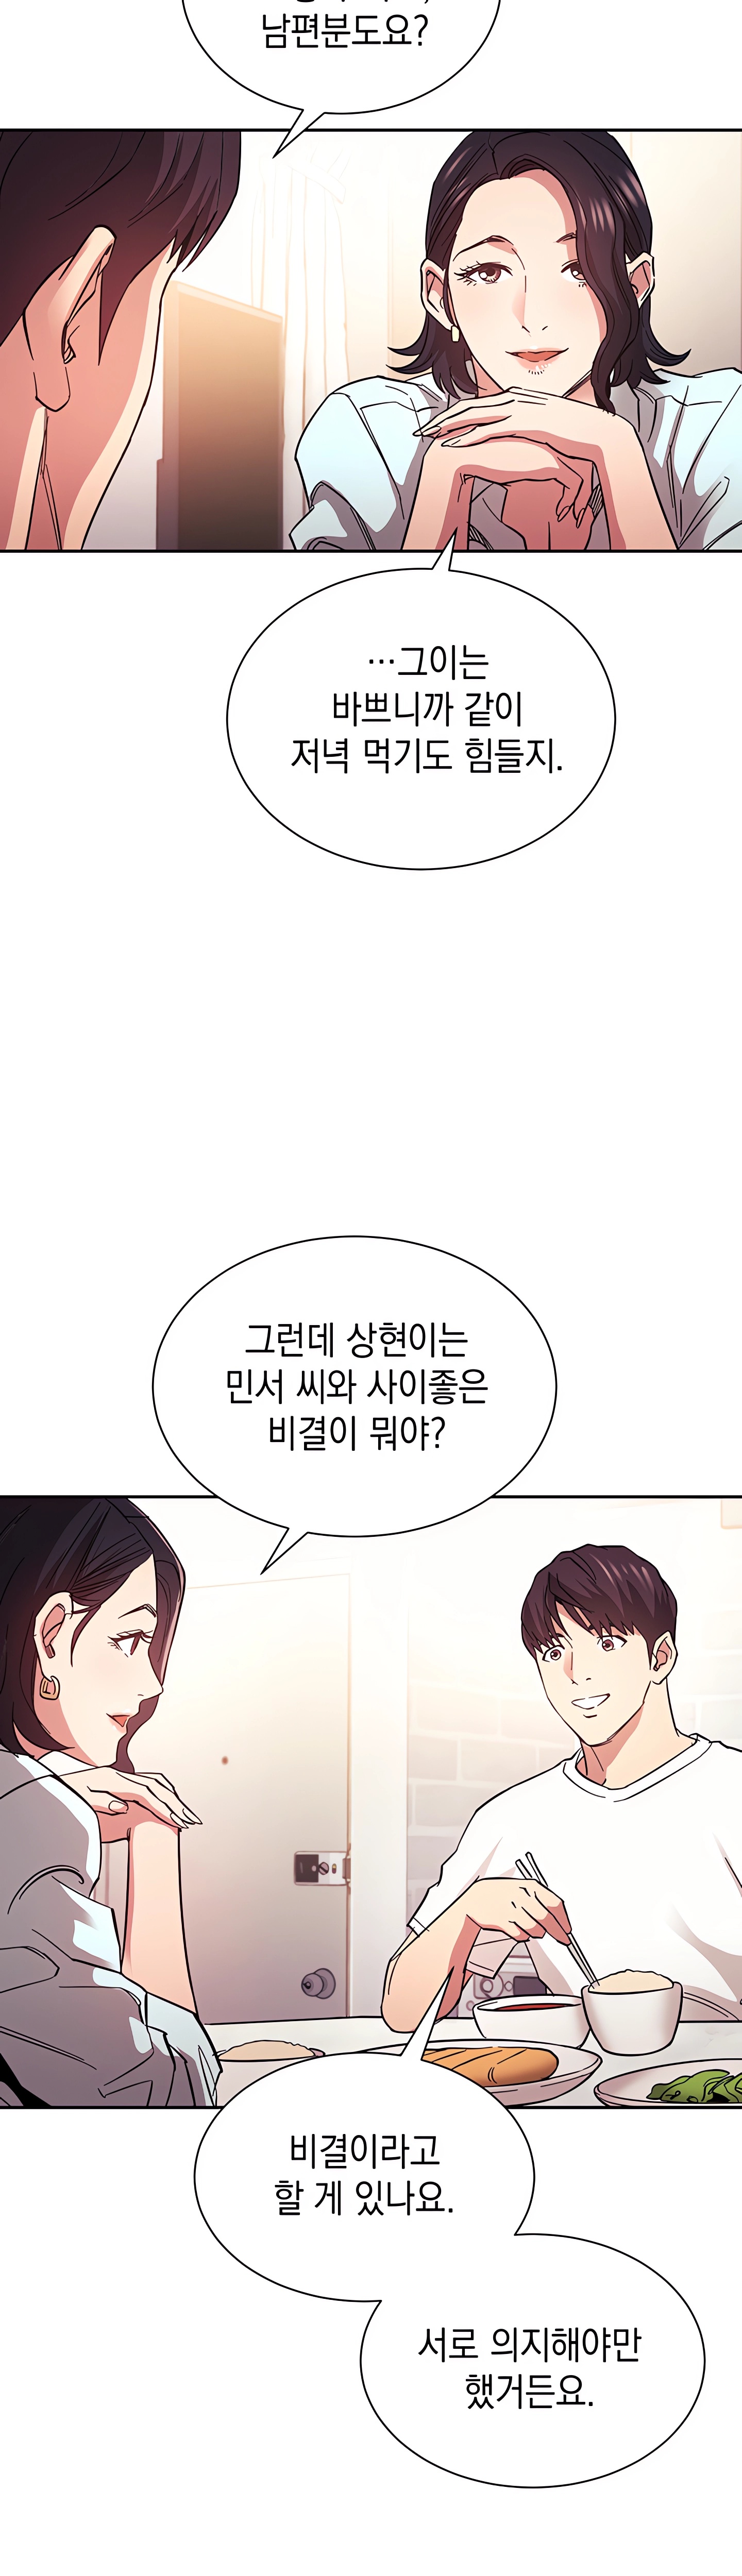 남편분도요?
…그이는
바쁘니까 같이
저녁 먹기도 힘들지.
그런데 상현이는
민서 씨와 사이좋은
비결이 뭐야?
비결이라고
할 게 있나요.
서로 의지해야만
했거든요.